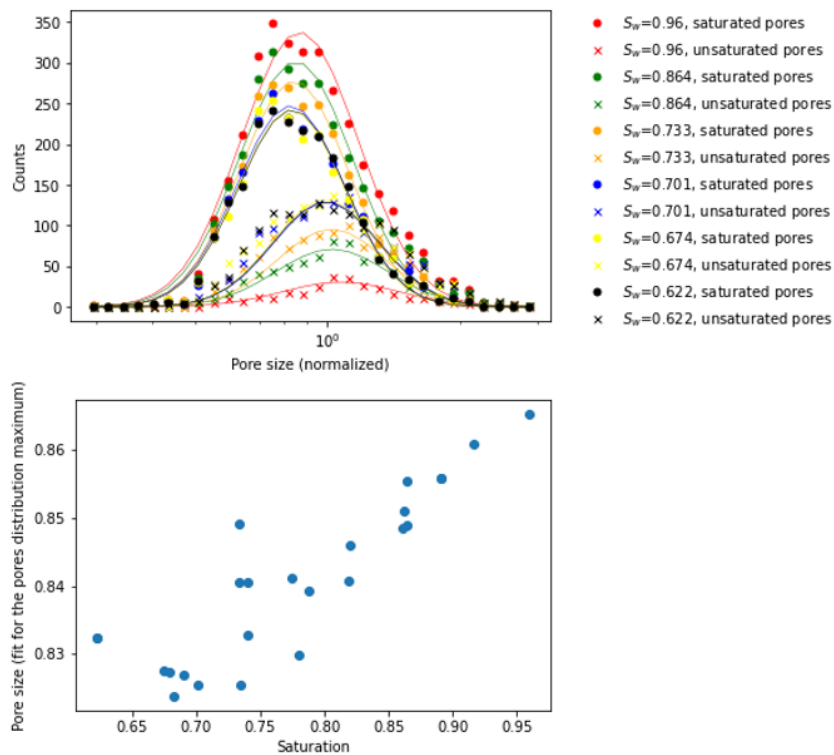 350
300
250
200
150
100
50
0
Counts
10⁰
Pore size (normalized)
S_w=0.96, saturated pores
S_w=0.96, unsaturated pores
S_w=0.864, saturated pores
S_w=0.864, unsaturated pores
S_w=0.733, saturated pores
S_w=0.733, unsaturated pores
S_w=0.701, saturated pores
S_w=0.701, unsaturated pores
S_w=0.674, saturated pores
S_w=0.674, unsaturated pores
S_w=0.622, saturated pores
S_w=0.622, unsaturated pores
Pore size (fit for the pores distribution maximum)
0.86
0.85
0.84
0.83
0.65 0.70 0.75 0.80 0.85 0.90 0.95
Saturation